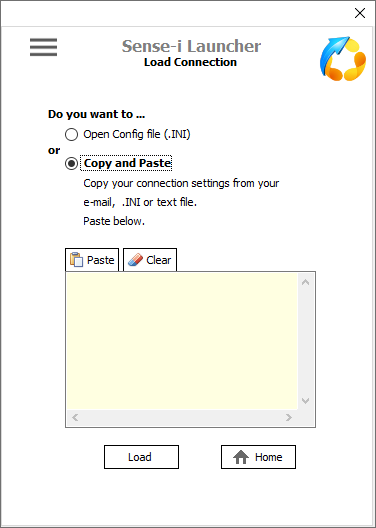 Sense-i Launcher
Load Connection
Do you want to ...
Open Config file (.INI)
or
Copy and Paste
Copy your connection settings from your
e-mail, .INI or text file.
Paste below.
Paste
Clear
Load
Home